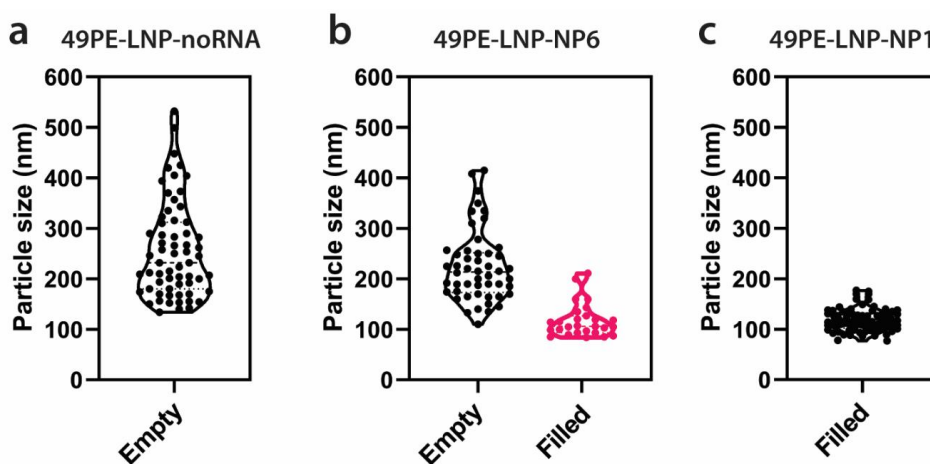 a
49PE-LNP-noRNA
Particle size (nm)
600
500
400
300
200
100
0
Empty
b
49PE-LNP-NP6
Particle size (nm)
600
500
400
300
200
100
0
Empty
Filled
c
49PE-LNP-NP1
Particle size (nm)
600
500
400
300
200
100
0
Filled